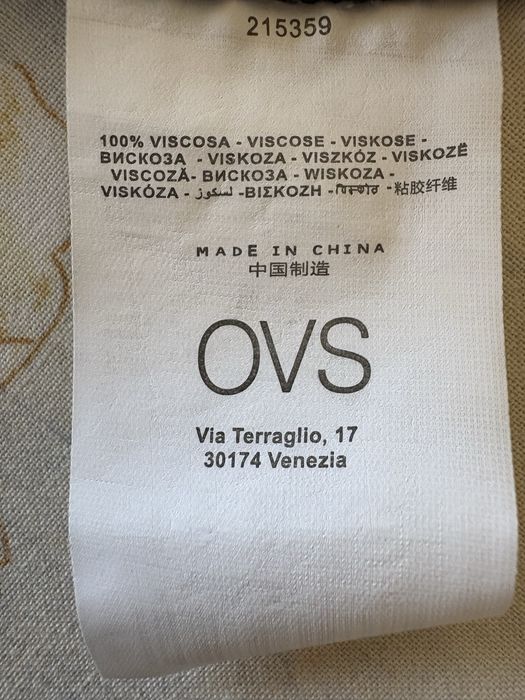 215359
100% VISCOSA - VISCOSE - VISKOSE -
ВИСКОЗА - VISKOZA - VISZKÓZ - VISKOZË
VISCOZĂ- ВИСКОЗА - WISKOZA -
VISKÓZA - لسكوز - ΒΙΣΚΟΖΗ - - 粘胶纤维
MADE IN CHINA
中国制造
OVS
Via Terraglio, 17
30174 Venezia